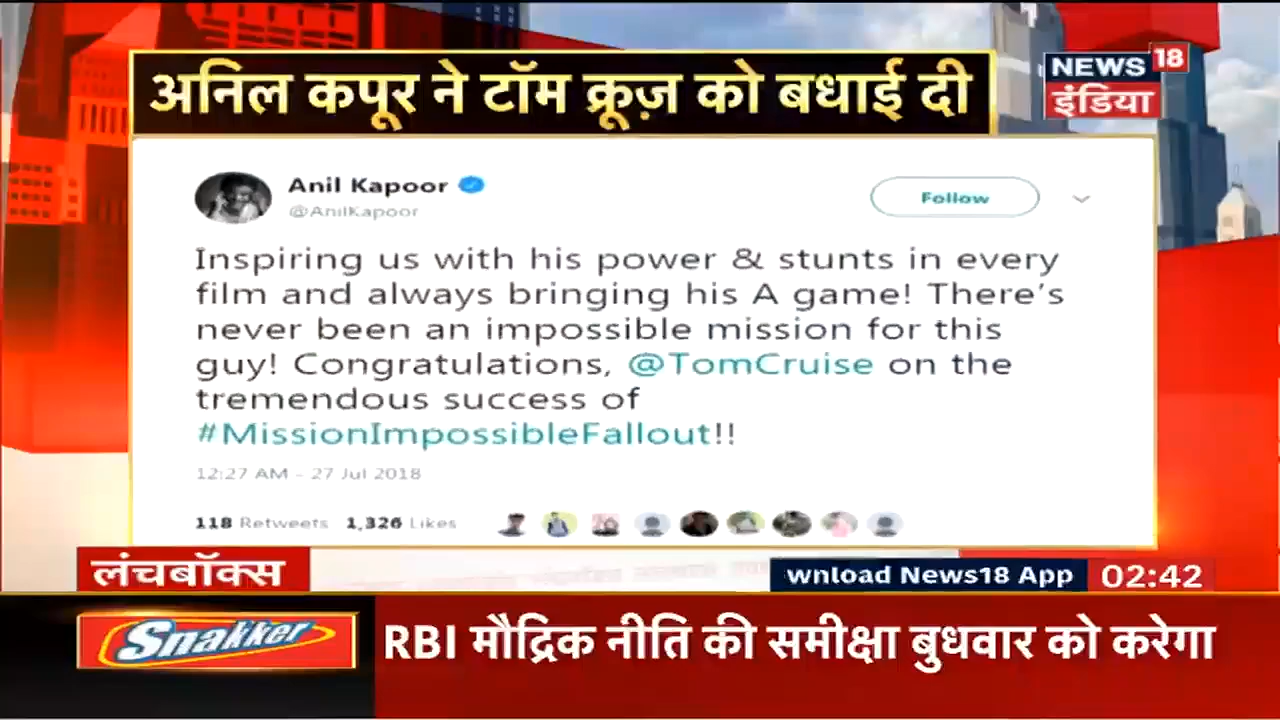 अनिल कपूर ने टॉम क्रूज़ को बधाई दी
NEWS 18
इंडिया
Anil Kapoor
@AnilKapoor
Follow
Inspiring us with his power & stunts in every
film and always bringing his A game! There's
never been an impossible mission for this
guy! Congratulations, @TomCruise on the
tremendous success of
#MissionImpossibleFallout!!
12:27 AM - 27 Jul 2018
118 Retweets 1,326 Likes
लंचबॉक्स
wnload News18 App
02:42
Snakker
RBI मौद्रिक नीति की समीक्षा बुधवार को करेगा